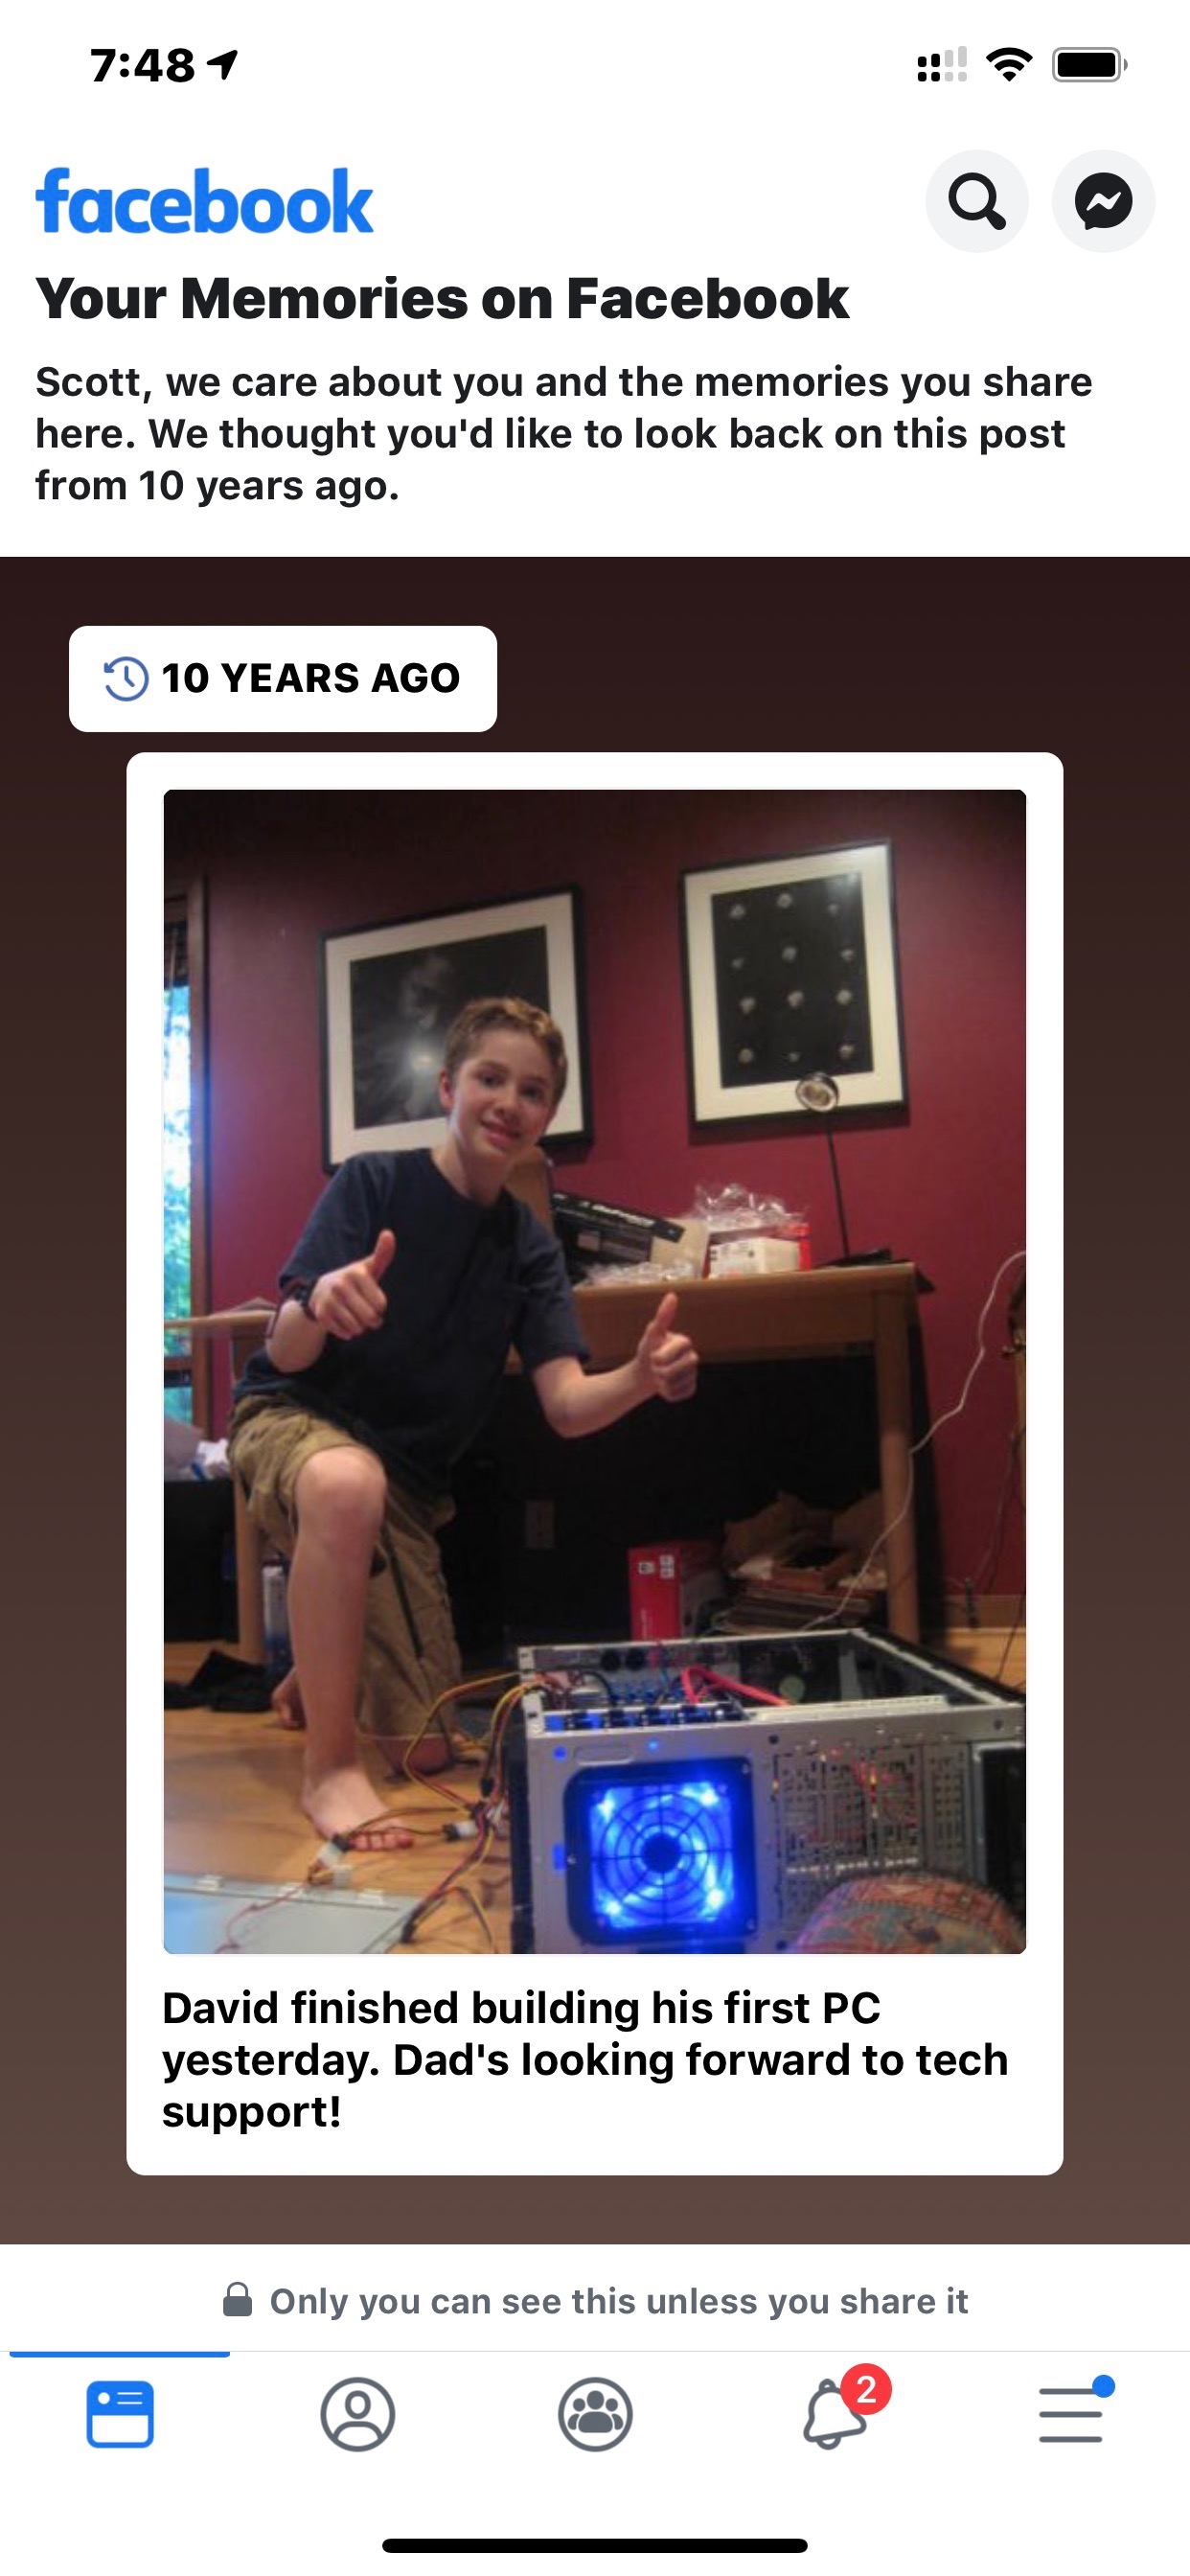 7:48
facebook
Your Memories on Facebook
Scott, we care about you and the memories you share
here. We thought you'd like to look back on this post
from 10 years ago.
10 YEARS AGO
David finished building his first PC
yesterday. Dad's looking forward to tech
support!
Only you can see this unless you share it
2